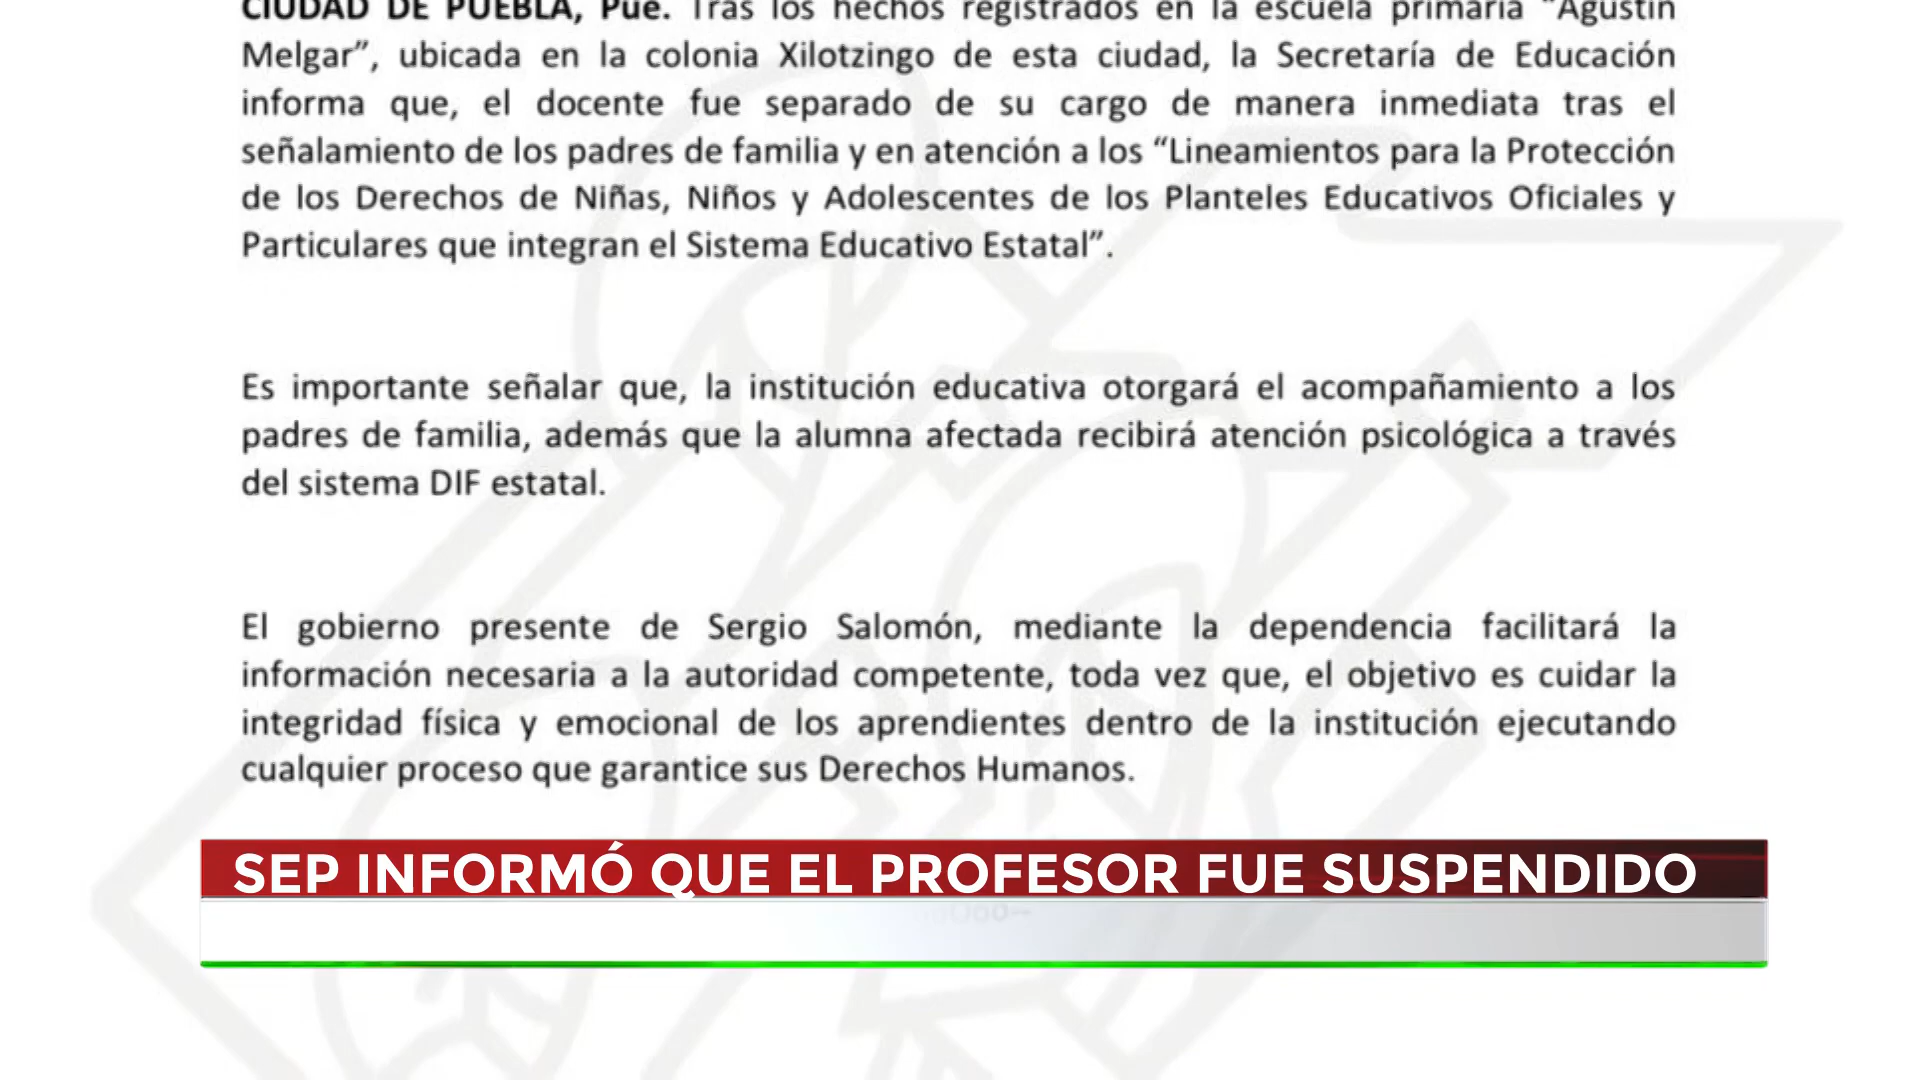 CIUDAD DE PUEBLA, Pue. Tras los hechos registrados en la escuela primaria “Agustín
Melgar”, ubicada en la colonia Xilotzingo de esta ciudad, la Secretaría de Educación
informa que, el docente fue separado de su cargo de manera inmediata tras el
señalamiento de los padres de familia y en atención a los “Lineamientos para la Protección
de los Derechos de Niñas, Niños y Adolescentes de los Planteles Educativos Oficiales y
Particulares que integran el Sistema Educativo Estatal”.
Es importante señalar que, la institución educativa otorgará el acompañamiento a los
padres de familia, además que la alumna afectada recibirá atención psicológica a través
del sistema DIF estatal.
El gobierno presente de Sergio Salomón, mediante la dependencia facilitará la
información necesaria a la autoridad competente, toda vez que, el objetivo es cuidar la
integridad física y emocional de los aprendientes dentro de la institución ejecutando
cualquier proceso que garantice sus Derechos Humanos.
SEP INFORMÓ QUE EL PROFESOR FUE SUSPENDIDO